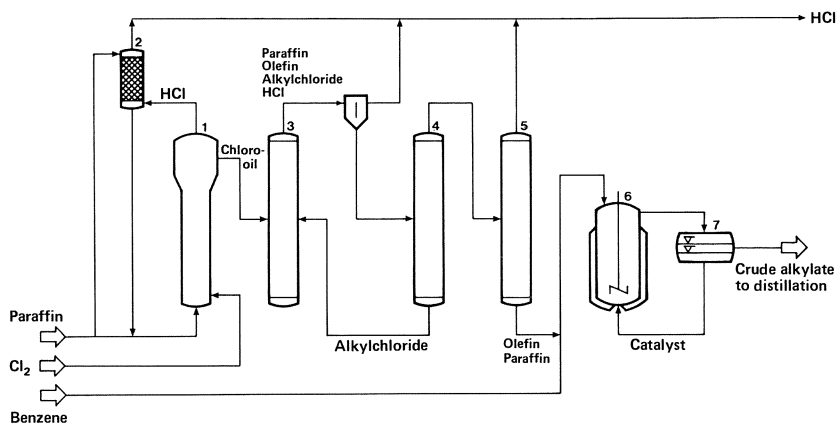 HCl
2
Paraffin
Olefin
Alkylchloride
HCl
HCl
1
3
4
5
Chloro-
oil
6
7
Crude alkylate
to distillation
Paraffin
Alkylchloride
Olefin
Paraffin
Catalyst
Cl2
Benzene